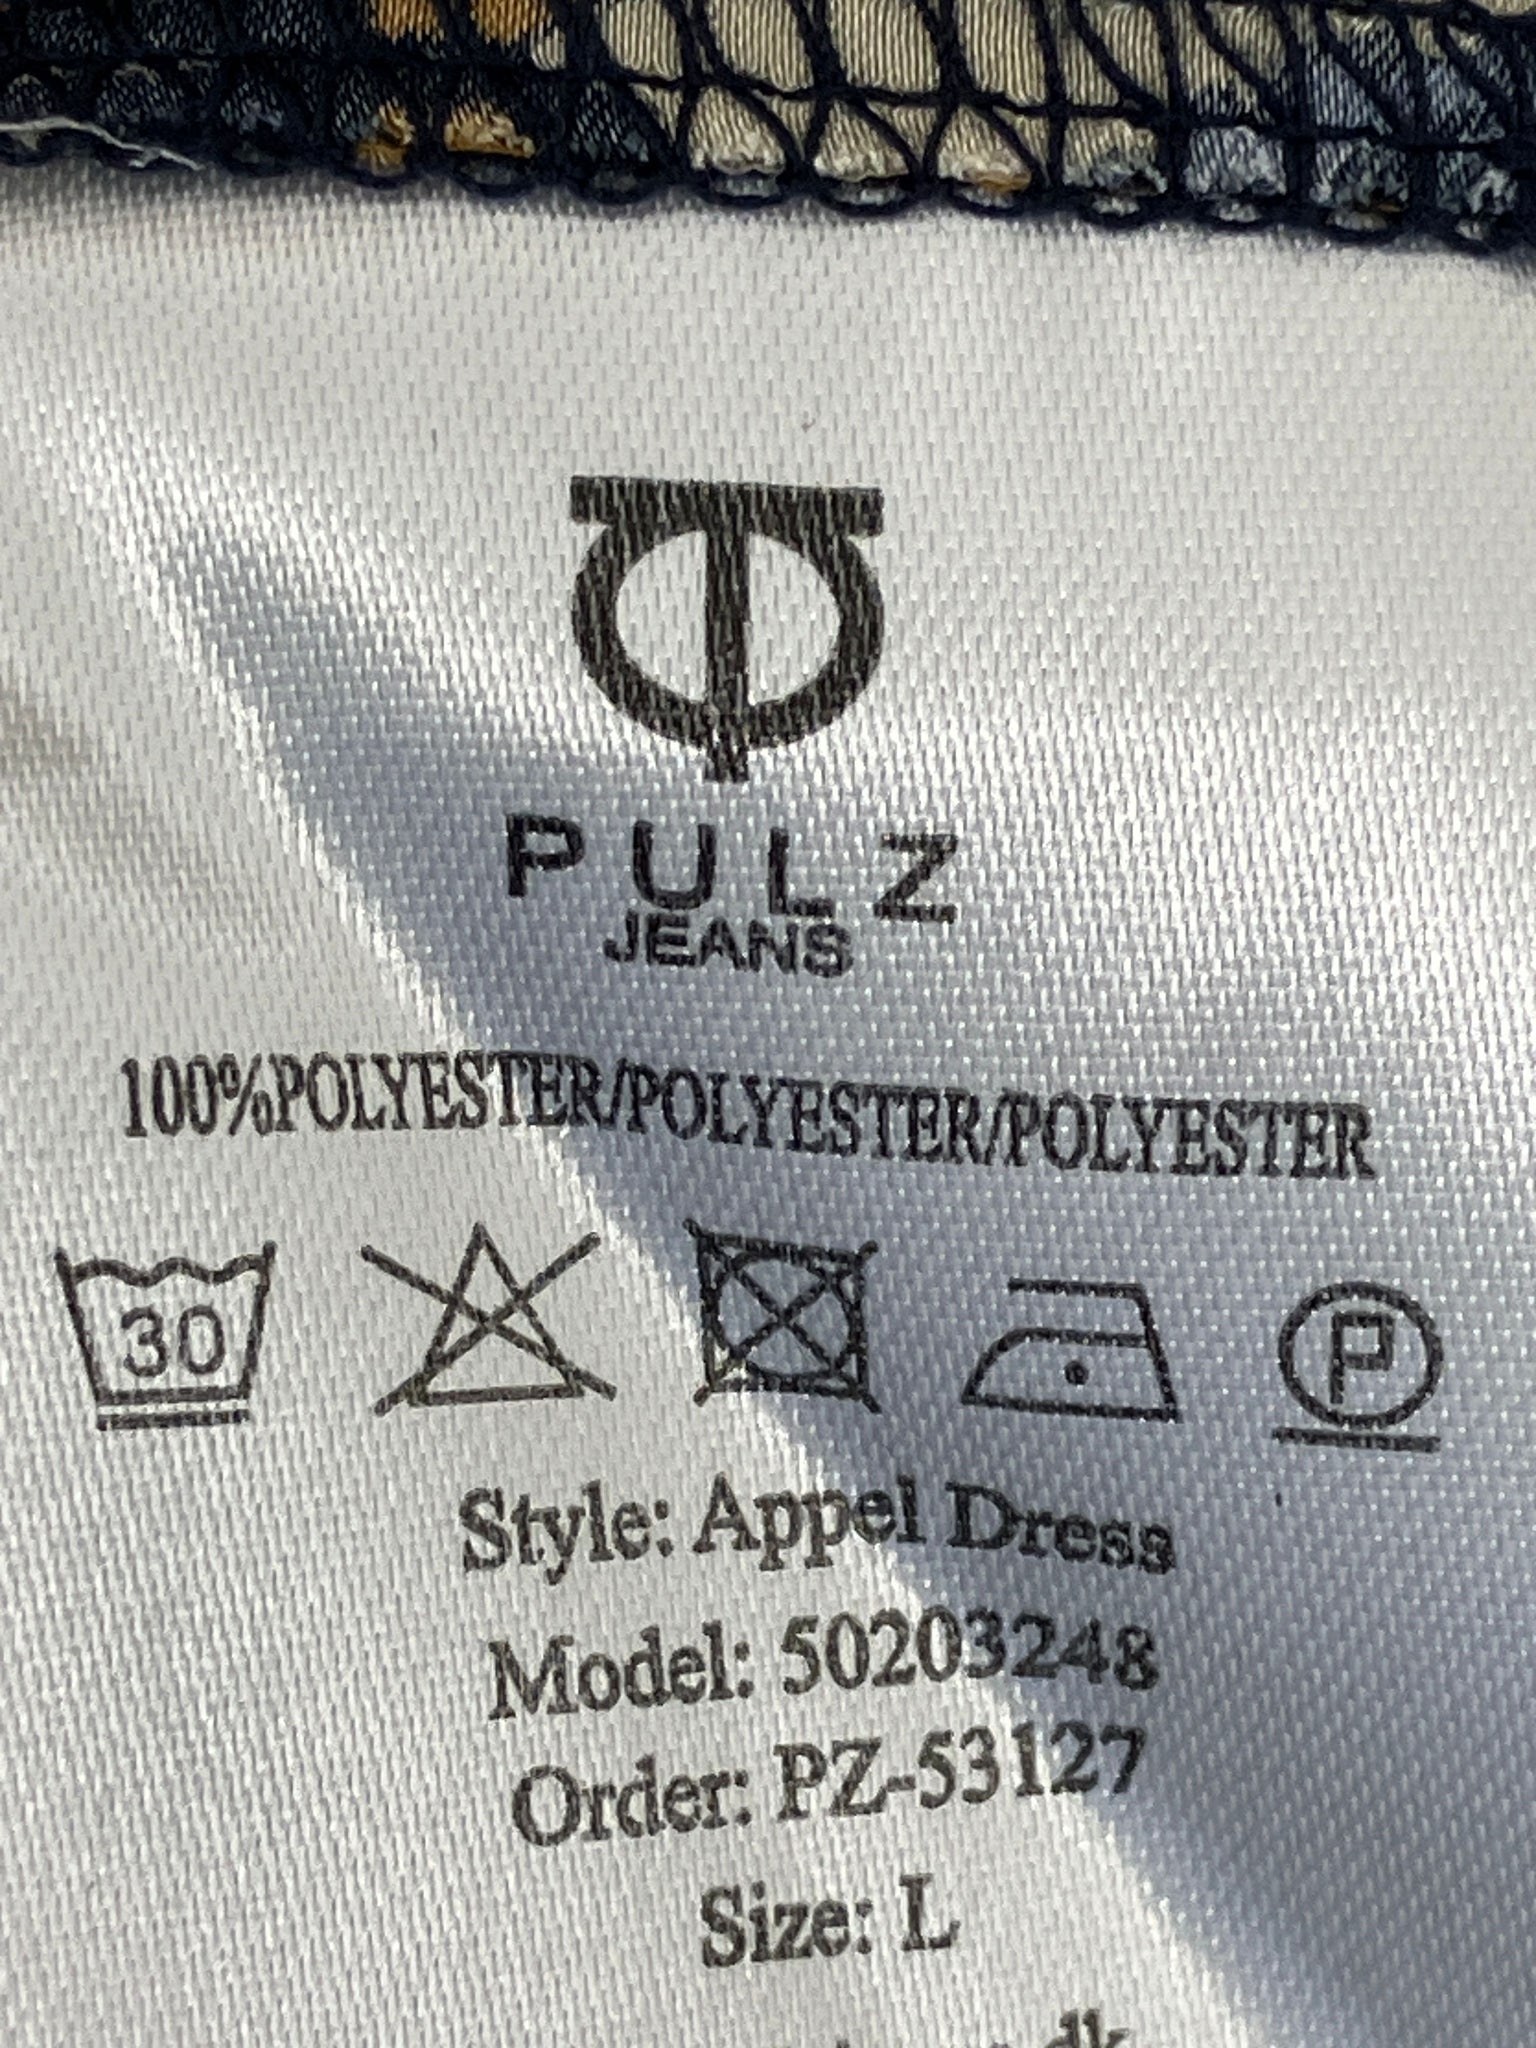 PULZ
JEANS
100%POLYESTER/POLYESTER/POLYESTER
30
P
Style: Appel Dress
Model: 50203248
Order: PZ-53127
Size: L